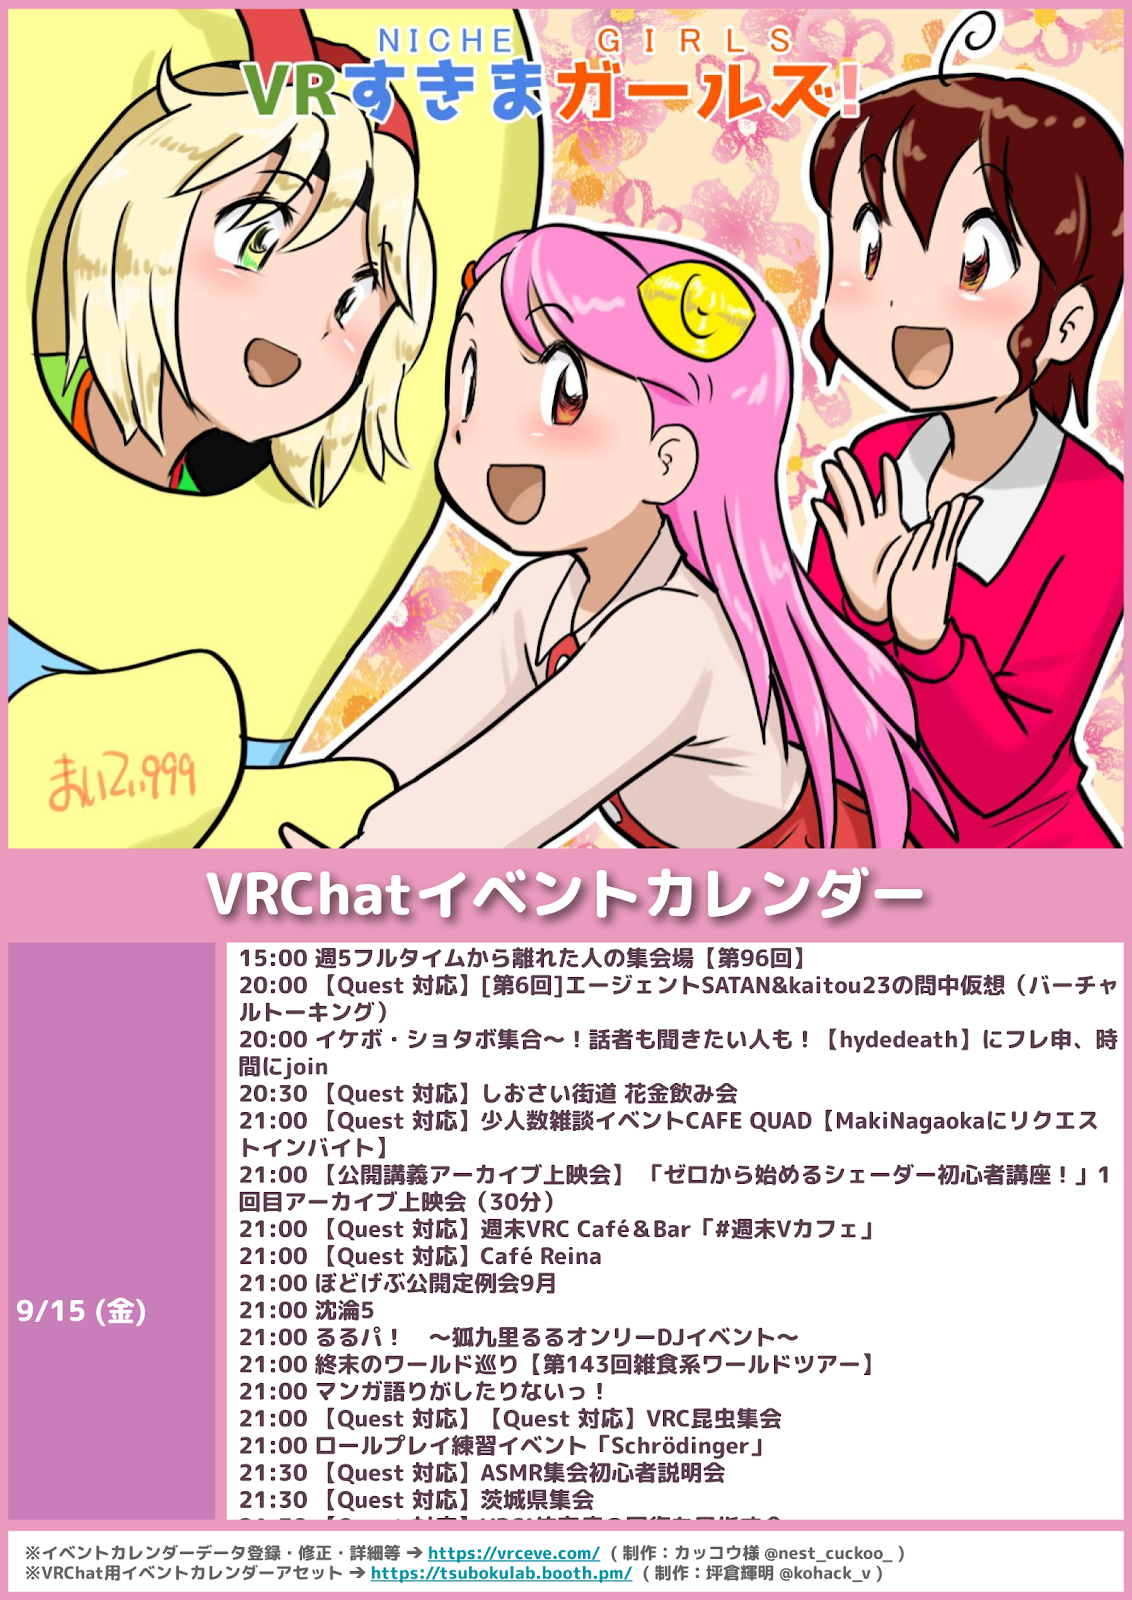 NICHE GIRLS
VRすきまガールズ!
まいてい999
VRChatイベントカレンダー
9/15 (金)
15:00 週5フルタイムから離れた人の集会場【第96回】
20:00 【Quest 対応】[第6回]エージェントSATAN&kaitou23の問中仮想（バーチャ
ルトーキング）
20:00 イケボ・ショタボ集合～！話者も聞きたい人も！【hydedeath】にフレ申、時
間にjoin
20:30 【Quest 対応】しおさい街道 花金飲み会
21:00 【Quest 対応】少人数雑談イベントCAFE QUAD【MakiNagaokaにリクエス
トインバイト】
21:00 【公開講義アーカイブ上映会】 「ゼロから始めるシェーダー初心者講座！」1
回目アーカイブ上映会（30分）
21:00 【Quest 対応】週末VRC Café＆Bar「#週末Vカフェ」
21:00 【Quest 対応】Café Reina
21:00 ぼどげぶ公開定例会9月
21:00 沈淪5
21:00 るるパ！　～狐九里るるオンリーDJイベント～
21:00 終末のワールド巡り【第143回雑食系ワールドツアー】
21:00 マンガ語りがしたりないっ！
21:00 【Quest 対応】【Quest 対応】VRC昆虫集会
21:00 ロールプレイ練習イベント「Schrödinger」
21:30 【Quest 対応】ASMR集会初心者説明会
21:30 【Quest 対応】茨城県集会
※イベントカレンダーデータ登録・修正・詳細等 ➔ https://vrceve.com/ （ 制作：カッコウ様 @nest_cuckoo_ ）
※VRChat用イベントカレンダーアセット ➔ https://tsubokulab.booth.pm/ （ 制作：坪倉輝明 @kohack_v ）